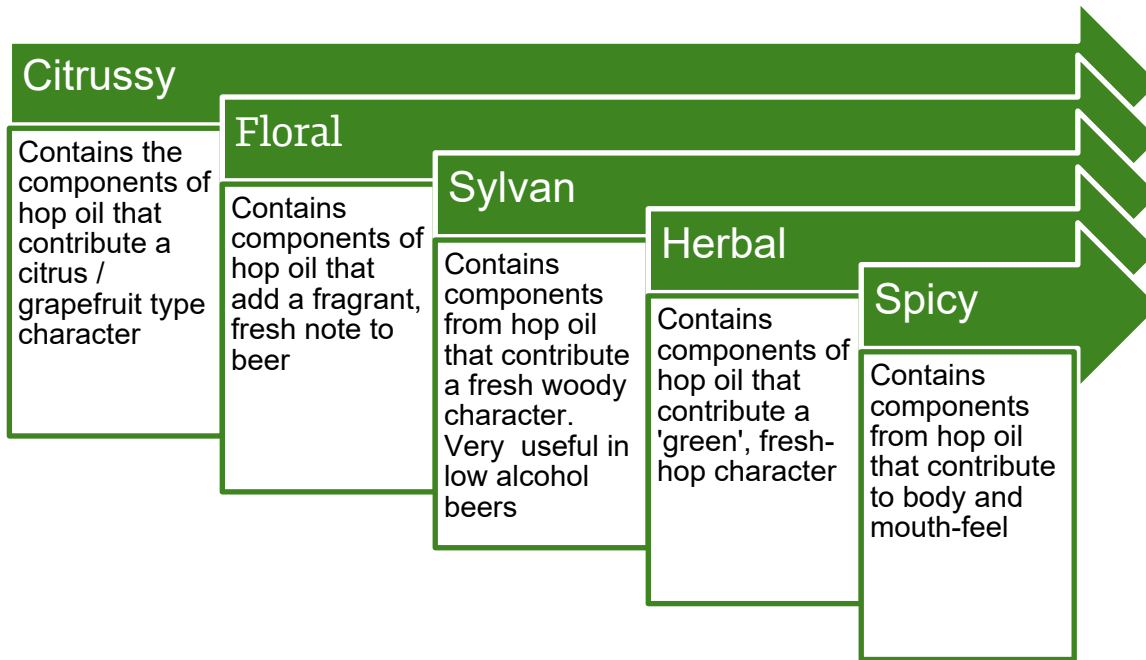 Citrussy
Contains the
components of
hop oil that
contribute a
citrus /
grapefruit type
character
Floral
Contains
components of
hop oil that
add a fragrant,
fresh note to
beer
Sylvan
Contains
components
from hop oil
that contribute
a fresh woody
character.
Very  useful in
low alcohol
beers
Herbal
Contains
components of
hop oil that
contribute a
'green', fresh-
hop character
Spicy
Contains
components
from hop oil
that contribute
to body and
mouth-feel